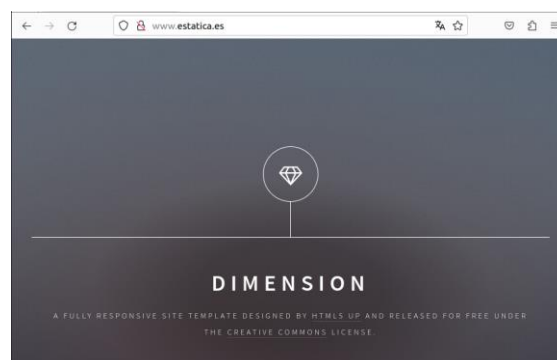 www.estatica.es
DIMENSION
A FULLY RESPONSIVE SITE TEMPLATE DESIGNED BY HTML5 UP AND RELEASED FOR FREE UNDER
THE CREATIVE COMMONS LICENSE.